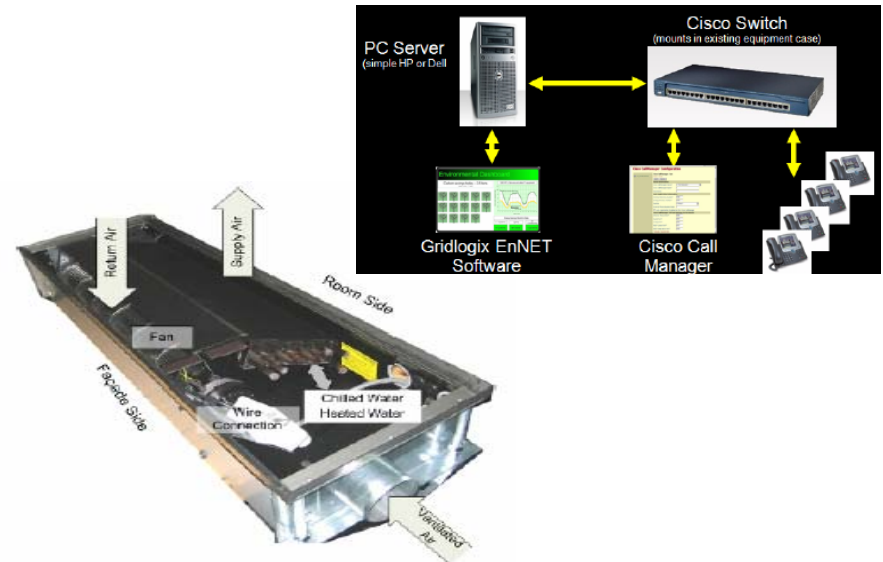 PC Server
(simple HP or Dell
Cisco Switch
(mounts in existing equipment case)
Gridlogix EnNET
Software
Cisco Call
Manager
Return Air
Supply Air
Room Side
Fan
Façade Side
Chilled Water
Heated Water
Wire
Connection
Ventilated
Air